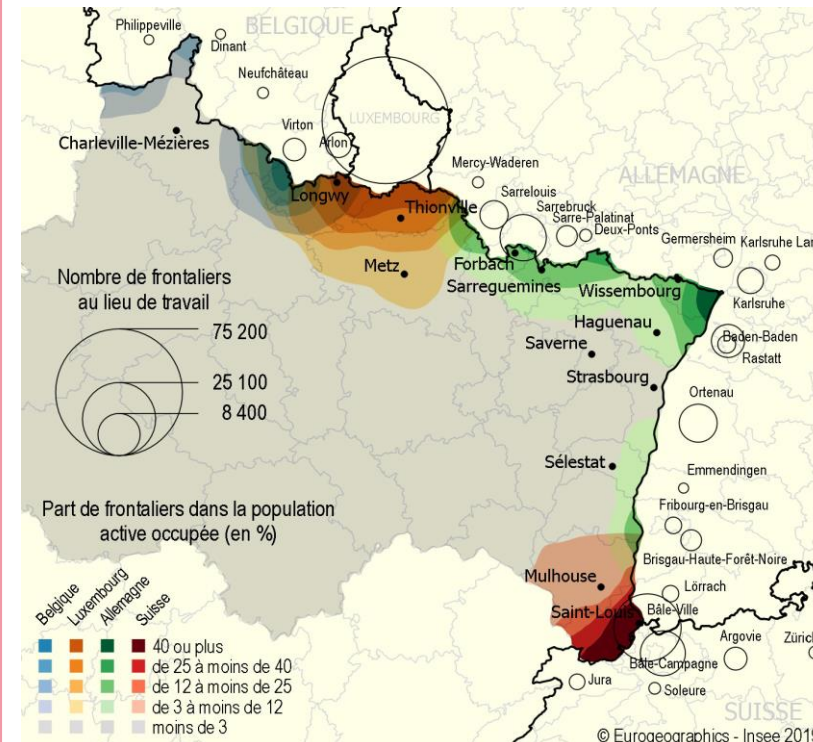 Philippeville
BELGIQUE
Dinant
Neufchâteau
LUXEMBOURG
Charleville-Mézières
Virton
Arlon
Mercy-Waderen
ALLEMAGNE
Longwy
Thionville
Sarrelouis
Sarrebruck
Sarre-Palatinat
Deux-Ponts
Germersheim
Karlsruhe Lan
Metz
Forbach
Sarreguemines
Wissembourg
Karlsruhe
Nombre de frontaliers
au lieu de travail
75 200
25 100
8 400
Haguenau
Saverne
Baden-Baden
Rastatt
Strasbourg
Ortenau
Sélestat
Emmendingen
Fribourg-en-Brisgau
Part de frontaliers dans la population
active occupée (en %)
Brisgau-Haute-Forêt-Noire
Mulhouse
Lörrach
Saint-Louis
Bâle-Ville
Belgique
Luxembourg
Allemagne
Suisse
40 ou plus
de 25 à moins de 40
de 12 à moins de 25
de 3 à moins de 12
moins de 3
Bâle-Campagne
Argovie
Zürich
Jura
Soleure
SUISSE
© Eurogeographics - Insee 2019